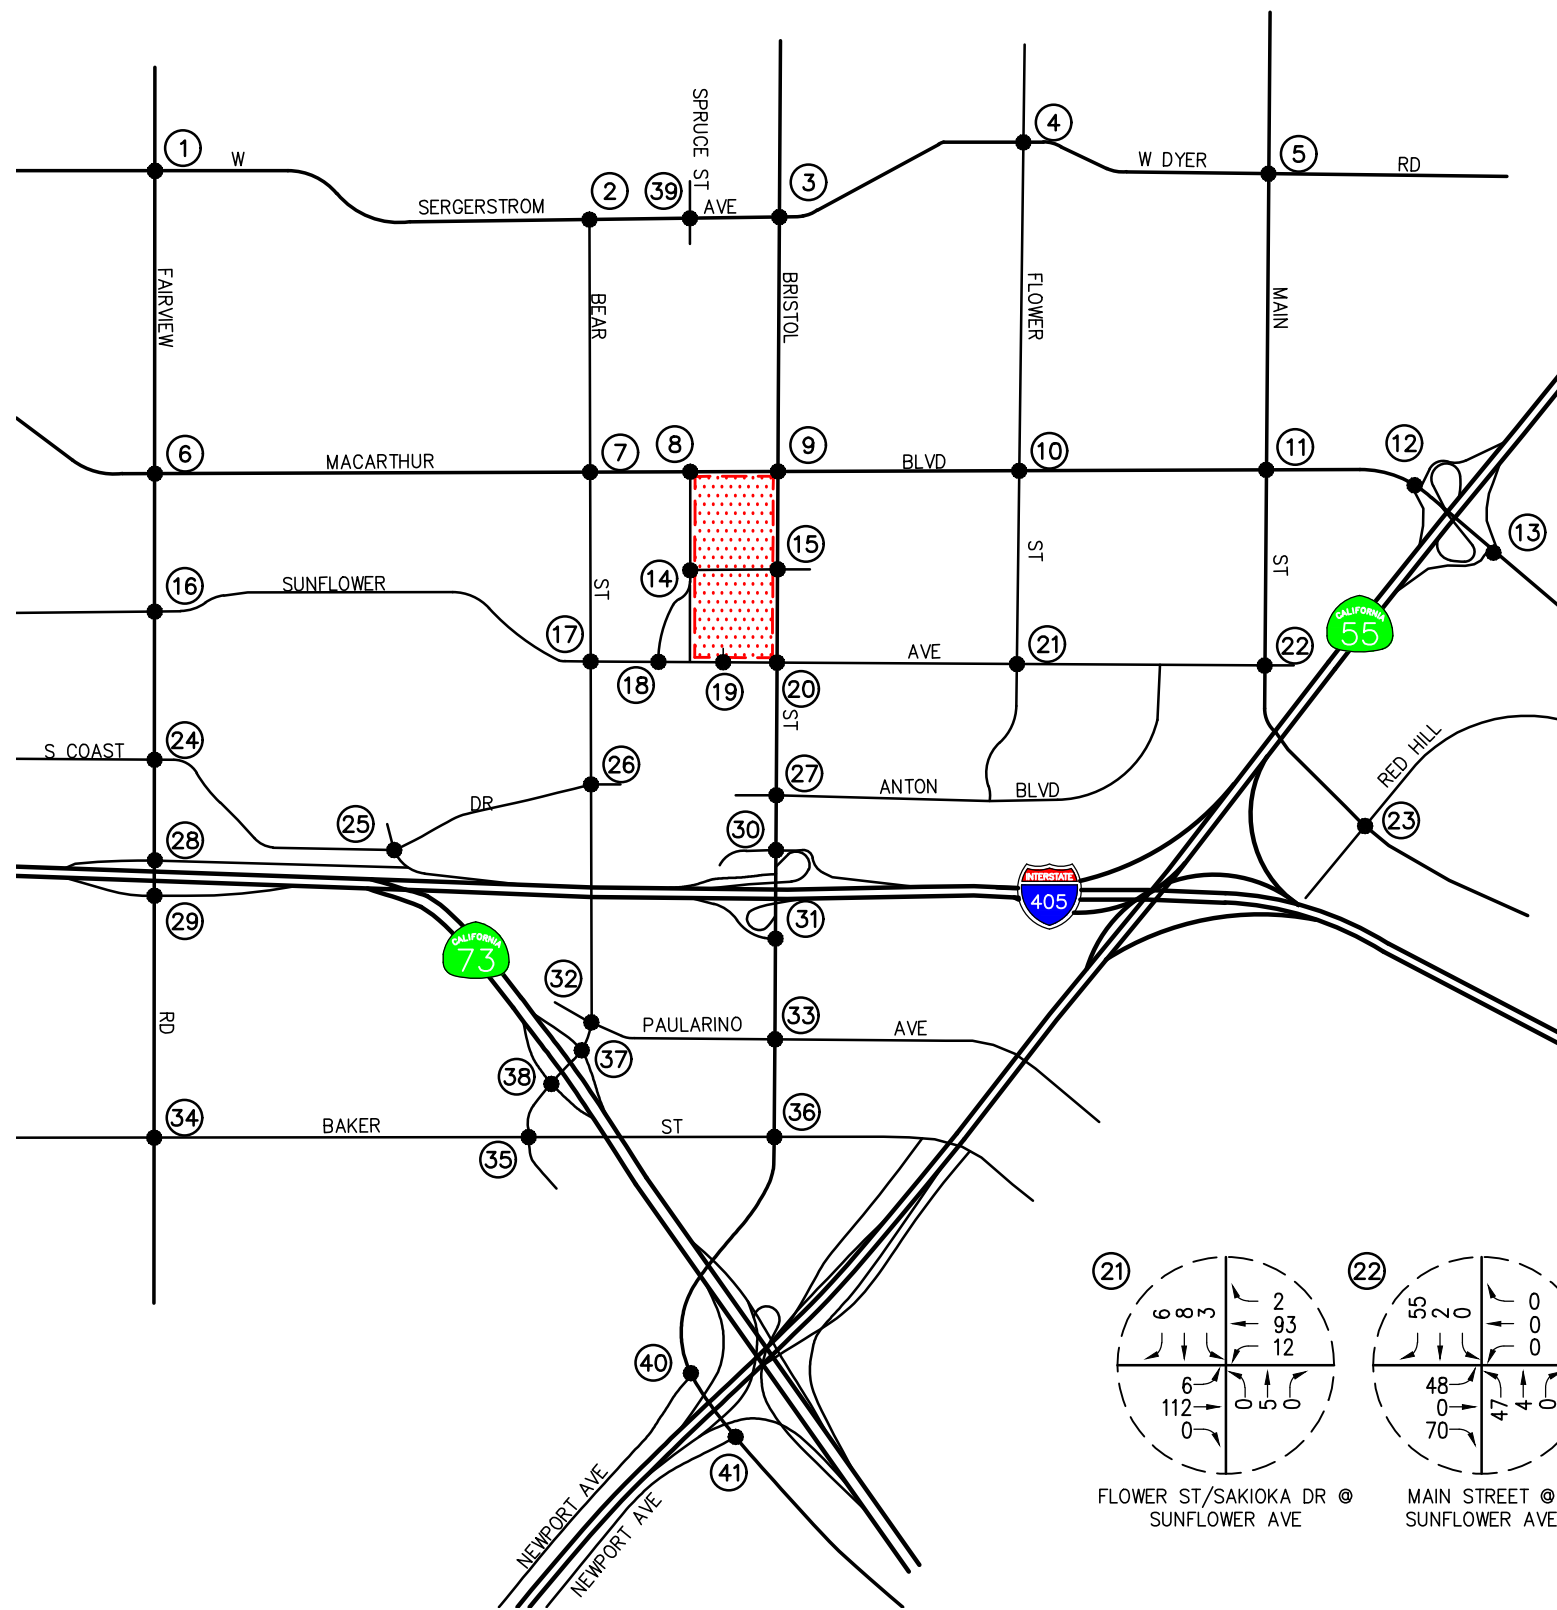 SPRUCE ST
1
W
4
W DYER
5
RD
2
39
3
SERGERSTROM
AVE
FAIRVIEW
BEAR
BRISTOL
FLOWER
MAIN
6
MACARTHUR
7
8
9
BLVD
10
11
12
13
15
14
ST
ST
16
SUNFLOWER
ST
CALIFORNIA
55
17
18
19
20
AVE
21
22
ST
S COAST
24
26
27
ANTON
BLVD
RED HILL
DR
25
30
23
28
INTERSTATE
405
29
31
CALIFORNIA
73
32
RD
PAULARINO
33
AVE
37
38
34
BAKER
ST
36
35
40
41
NEWPORT AVE
NEWPORT AVE
21
6 8 3
2
93
12
6
112
0
0 5 0
FLOWER ST/SAKIOKA DR @
SUNFLOWER AVE
22
55 2 0
0
0
0
48
0
70
47 4 0
MAIN STREET @
SUNFLOWER AVE